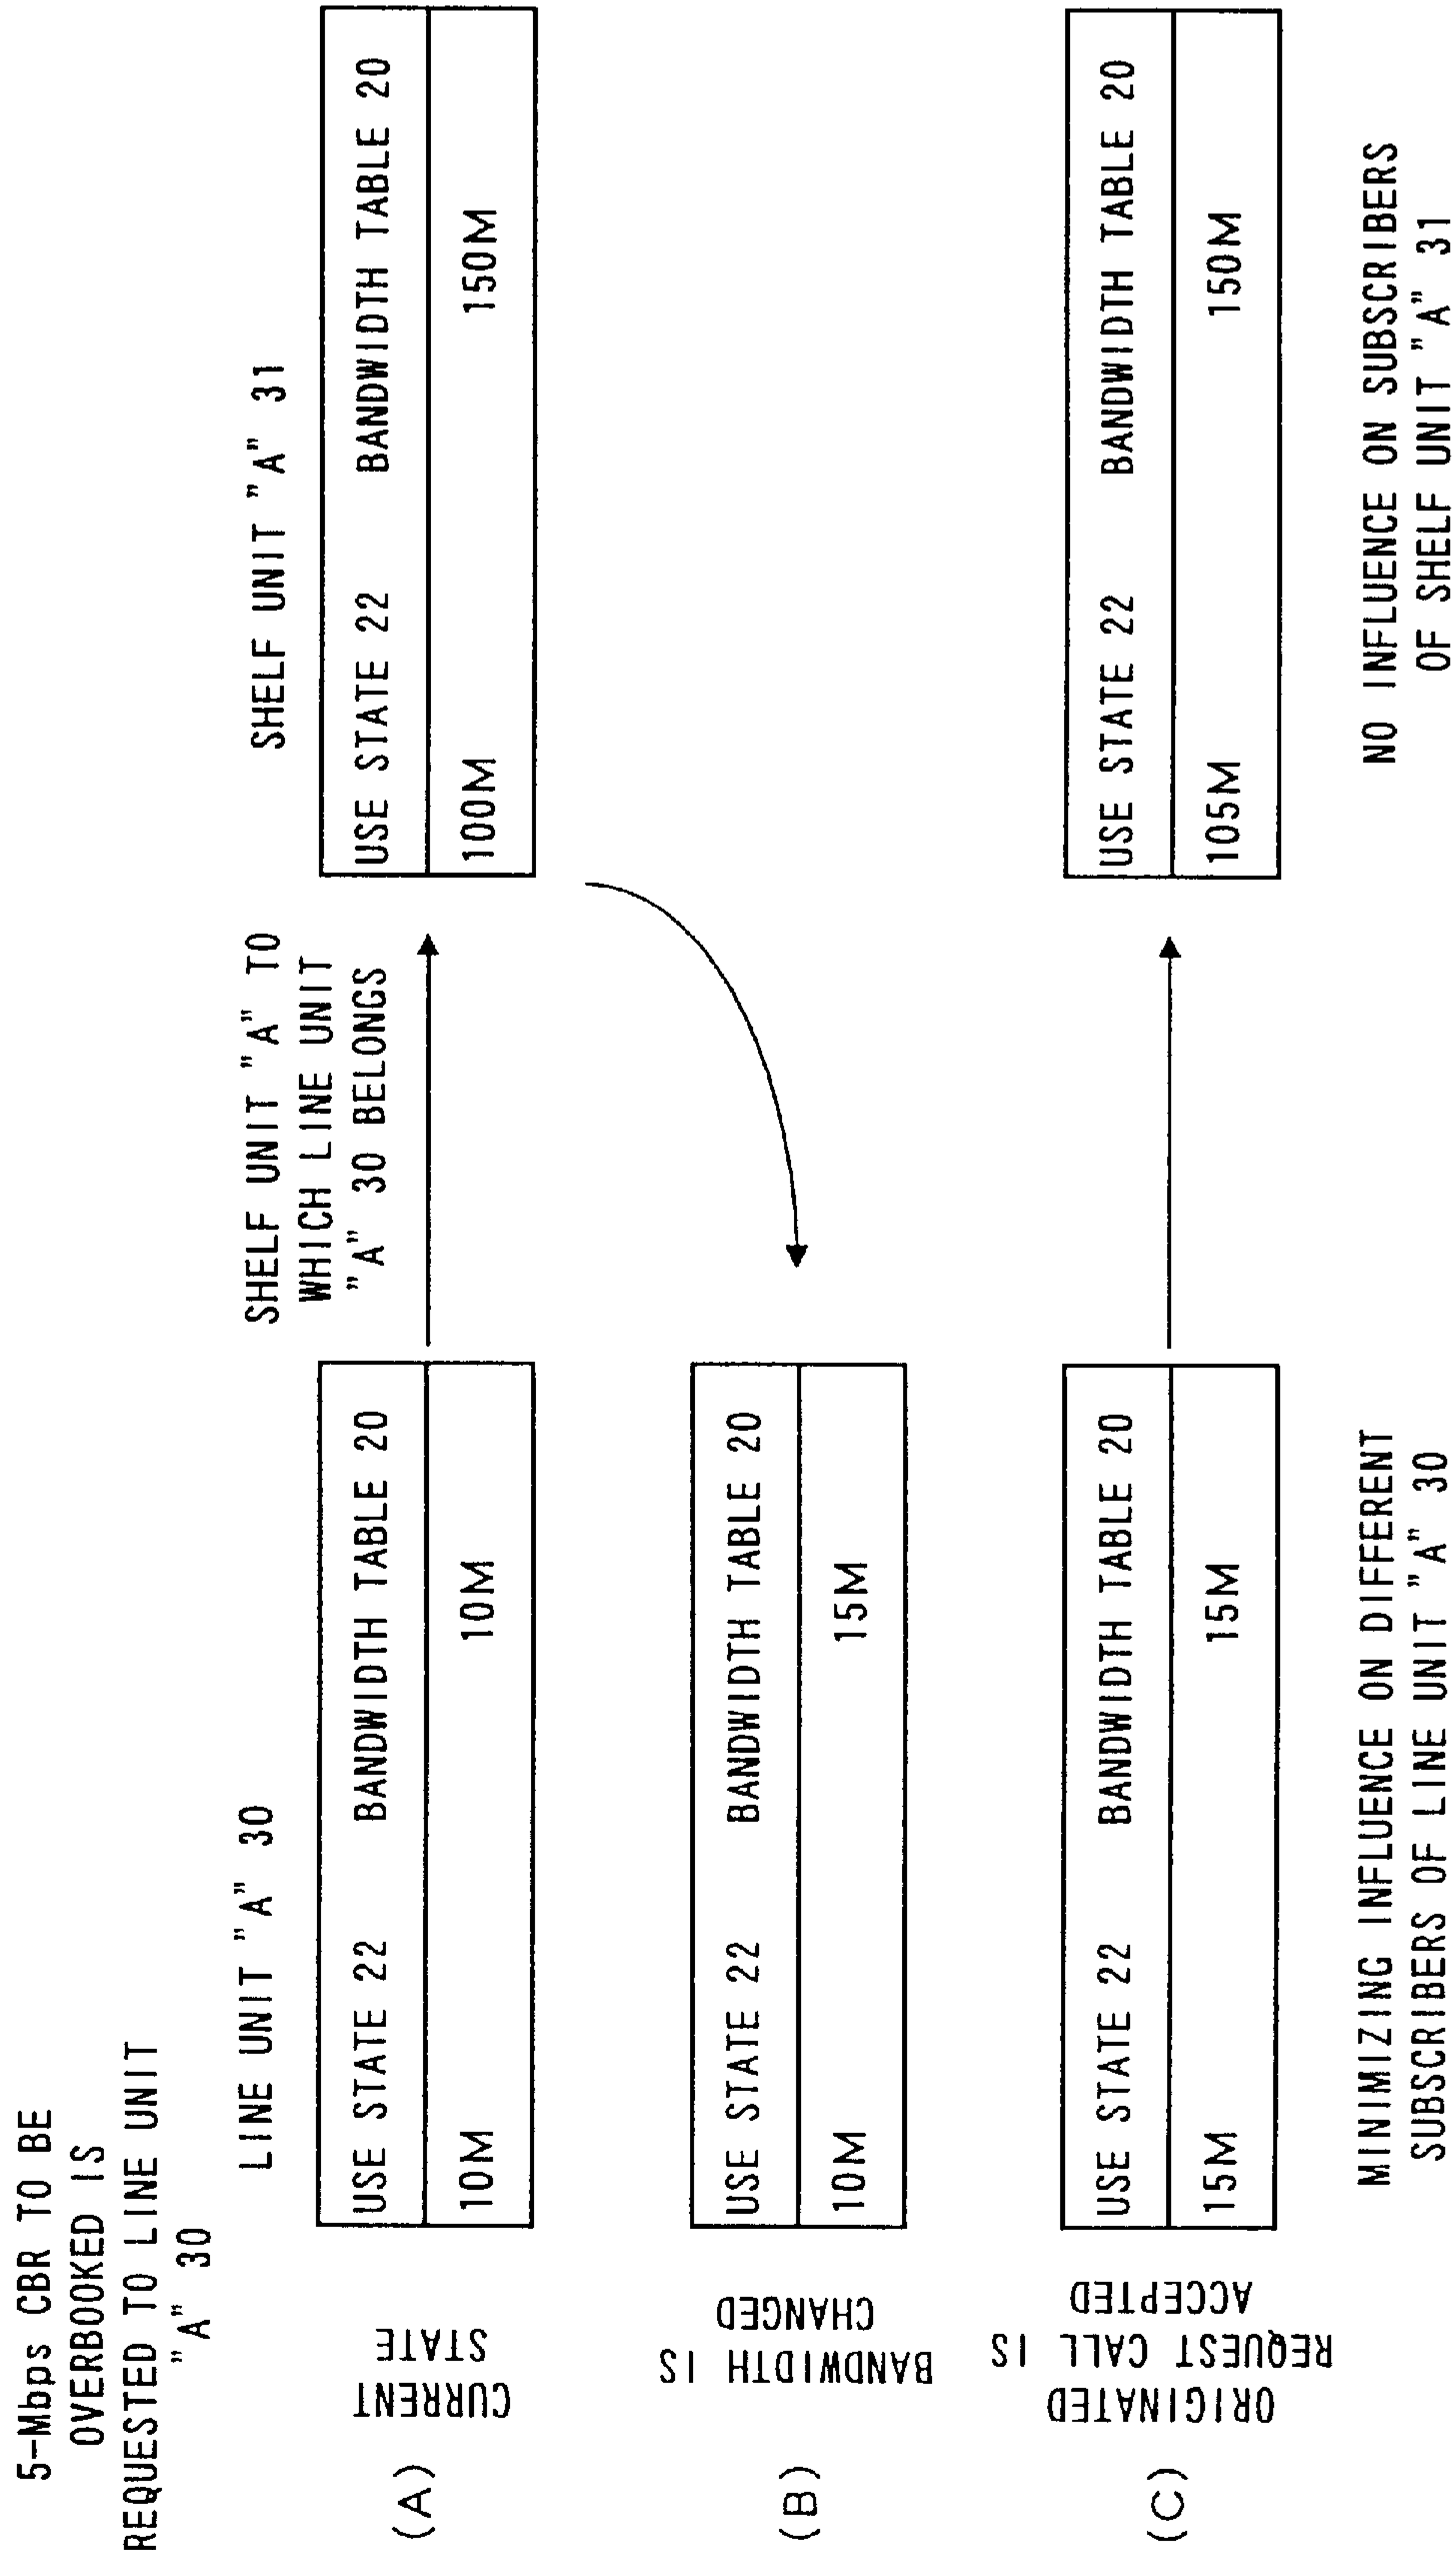 5-Mbps CBR TO BE
OVERBOOKED IS
REQUESTED TO LINE UNIT
"A" 30
LINE UNIT "A" 30
SHELF UNIT "A" TO
WHICH LINE UNIT
"A" 30 BELONGS
SHELF UNIT "A" 31
(A)
CURRENT
STATE
USE STATE 22 BANDWIDTH TABLE 20
10M 10M
USE STATE 22 BANDWIDTH TABLE 20
100M 150M
(B)
BANDWIDTH IS
CHANGED
USE STATE 22 BANDWIDTH TABLE 20
10M 15M
(C)
ORIGINATED
REQUEST CALL IS
ACCEPTED
USE STATE 22 BANDWIDTH TABLE 20
15M 15M
USE STATE 22 BANDWIDTH TABLE 20
105M 150M
MINIMIZING INFLUENCE ON DIFFERENT
SUBSCRIBERS OF LINE UNIT "A" 30
NO INFLUENCE ON SUBSCRIBERS
OF SHELF UNIT "A" 31